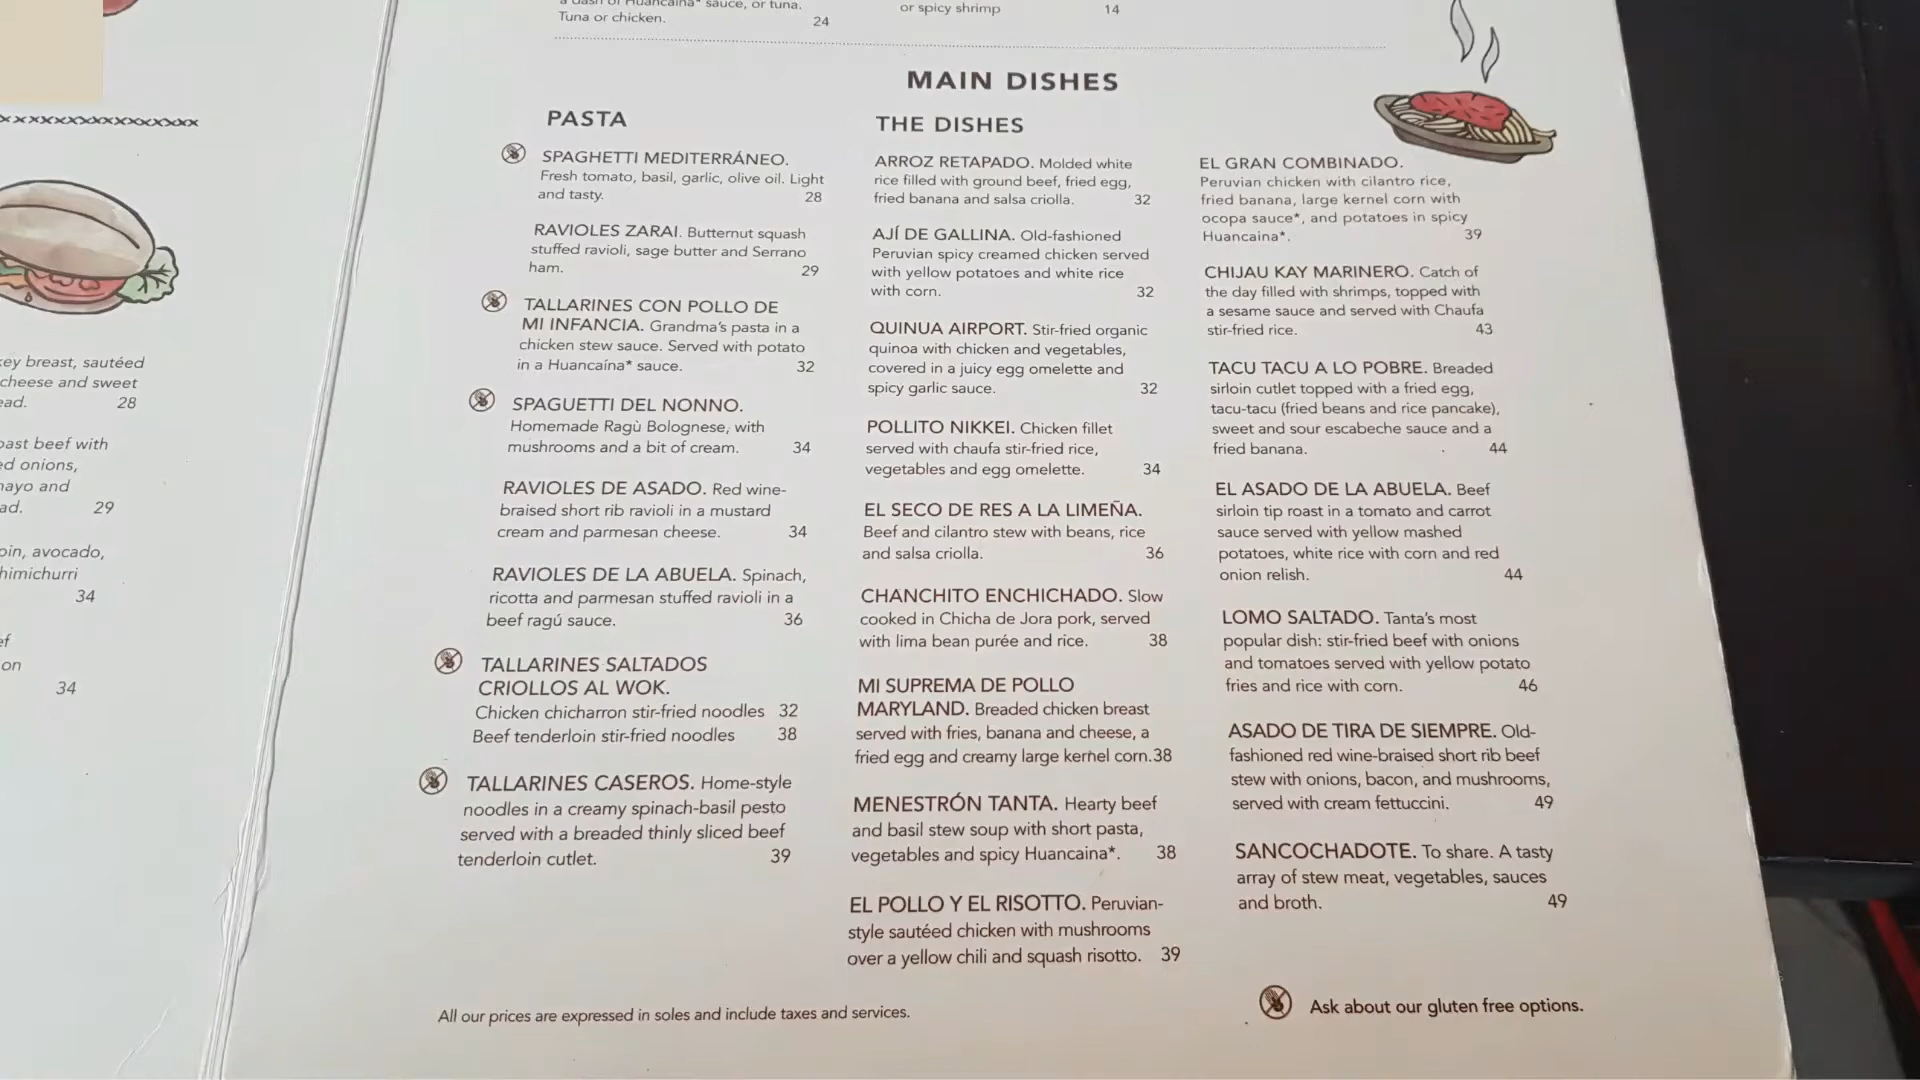 sauce, or tuna.
Tuna or chicken. 24
or spicy shrimp 14
xxxxxxxxxxxxxxxxx
breast, sautéed
cheese and sweet
28
beef with
onions,
and
29
avocado,
34
on
34
MAIN DISHES
PASTA
SPAGHETTI MEDITERRÁNEO.
Fresh tomato, basil, garlic, olive oil. Light
and tasty. 28
RAVIOLES ZARAI. Butternut squash
stuffed ravioli, sage butter and Serrano
ham. 29
TALLARINES CON POLLO DE
MI INFANCIA. Grandma's pasta in a
chicken stew sauce. Served with potato
in a Huancaína* sauce. 32
SPAGUETTI DEL NONNO.
Homemade Ragù Bolognese, with
mushrooms and a bit of cream. 34
RAVIOLES DE ASADO. Red wine-
braised short rib ravioli in a mustard
cream and parmesan cheese. 34
RAVIOLES DE LA ABUELA. Spinach,
ricotta and parmesan stuffed ravioli in a
beef ragú sauce. 36
TALLARINES SALTADOS
CRIOLLOS AL WOK.
Chicken chicharron stir-fried noodles 32
Beef tenderloin stir-fried noodles 38
TALLARINES CASEROS. Home-style
noodles in a creamy spinach-basil pesto
served with a breaded thinly sliced beef
tenderloin cutlet. 39
THE DISHES
ARROZ RETAPADO. Molded white
rice filled with ground beef, fried egg,
fried banana and salsa criolla. 32
AJÍ DE GALLINA. Old-fashioned
Peruvian spicy creamed chicken served
with yellow potatoes and white rice
with corn. 32
QUINUA AIRPORT. Stir-fried organic
quinoa with chicken and vegetables,
covered in a juicy egg omelette and
spicy garlic sauce. 32
POLLITO NIKKEI. Chicken fillet
served with chaufa stir-fried rice,
vegetables and egg omelette. 34
EL SECO DE RES A LA LIMEÑA.
Beef and cilantro stew with beans, rice
and salsa criolla. 36
CHANCHITO ENCHICHADO. Slow
cooked in Chicha de Jora pork, served
with lima bean purée and rice. 38
MI SUPREMA DE POLLO
MARYLAND. Breaded chicken breast
served with fries, banana and cheese, a
fried egg and creamy large kernel corn. 38
MENESTRÓN TANTA. Hearty beef
and basil stew soup with short pasta,
vegetables and spicy Huancaina*. 38
EL POLLO Y EL RISOTTO. Peruvian-
style sautéed chicken with mushrooms
over a yellow chili and squash risotto. 39
EL GRAN COMBINADO.
Peruvian chicken with cilantro rice,
fried banana, large kernel corn with
ocopa sauce*, and potatoes in spicy
Huancaina*. 39
CHIJAU KAY MARINERO. Catch of
the day filled with shrimps, topped with
a sesame sauce and served with Chaufa
stir-fried rice. 43
TACU TACU A LO POBRE. Breaded
sirloin cutlet topped with a fried egg,
tacu-tacu (fried beans and rice pancake),
sweet and sour escabeche sauce and a
fried banana. 44
EL ASADO DE LA ABUELA. Beef
sirloin tip roast in a tomato and carrot
sauce served with yellow mashed
potatoes, white rice with corn and red
onion relish. 44
LOMO SALTADO. Tanta's most
popular dish: stir-fried beef with onions
and tomatoes served with yellow potato
fries and rice with corn. 46
ASADO DE TIRA DE SIEMPRE. Old-
fashioned red wine-braised short rib beef
stew with onions, bacon, and mushrooms,
served with cream fettuccini. 49
SANCOCHADOTE. To share. A tasty
array of stew meat, vegetables, sauces
and broth. 49
All our prices are expressed in soles and include taxes and services.
Ask about our gluten free options.